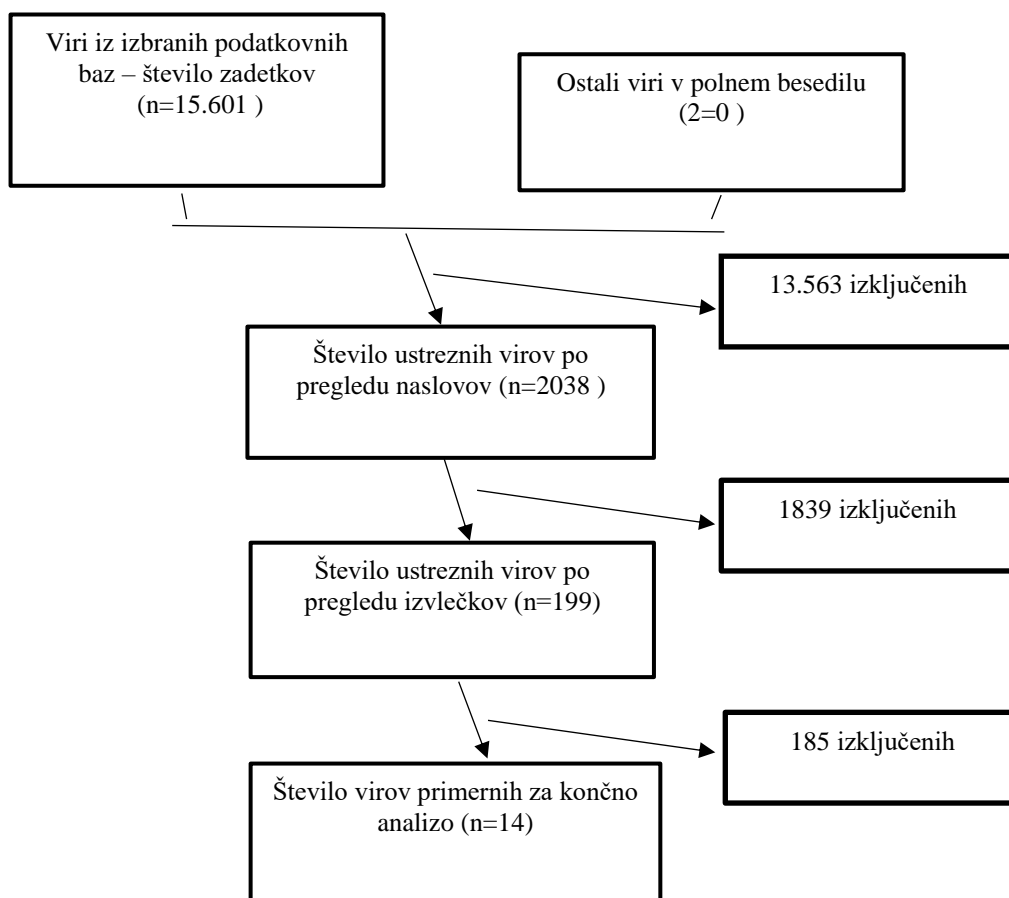 Viri iz izbranih podatkovnih
baz – število zadetkov
(n=15.601 )
Ostali viri v polnem besedilu
(2=0 )
13.563 izključenih
Število ustreznih virov po
pregledu naslovov (n=2038 )
1839 izključenih
Število ustreznih virov po
pregledu izvlečkov (n=199)
185 izključenih
Število virov primernih za končno
analizo (n=14)